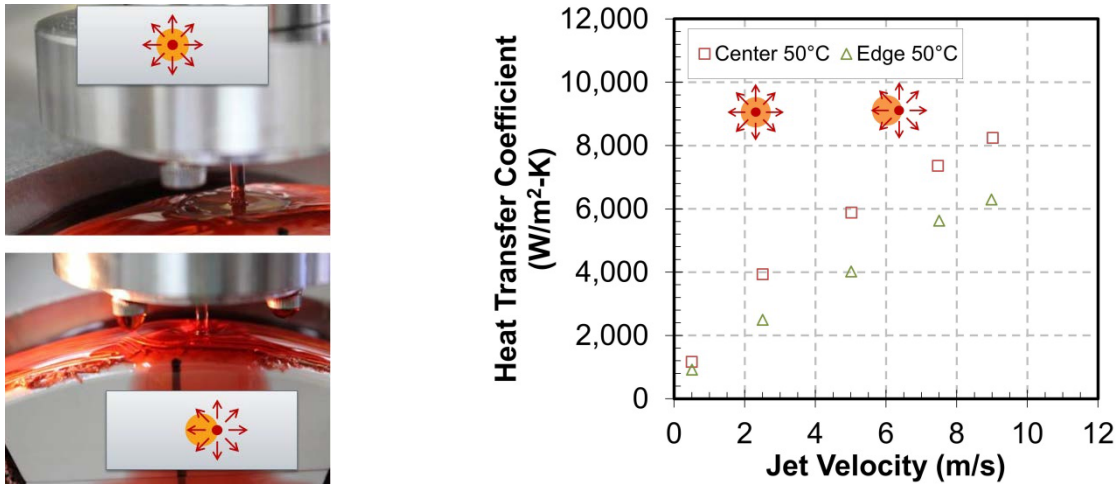 12,000
10,000
8,000
6,000
4,000
2,000
0
Heat Transfer Coefficient
(W/m²-K)
Center 50°C Edge 50°C
0 2 4 6 8 10 12
Jet Velocity (m/s)